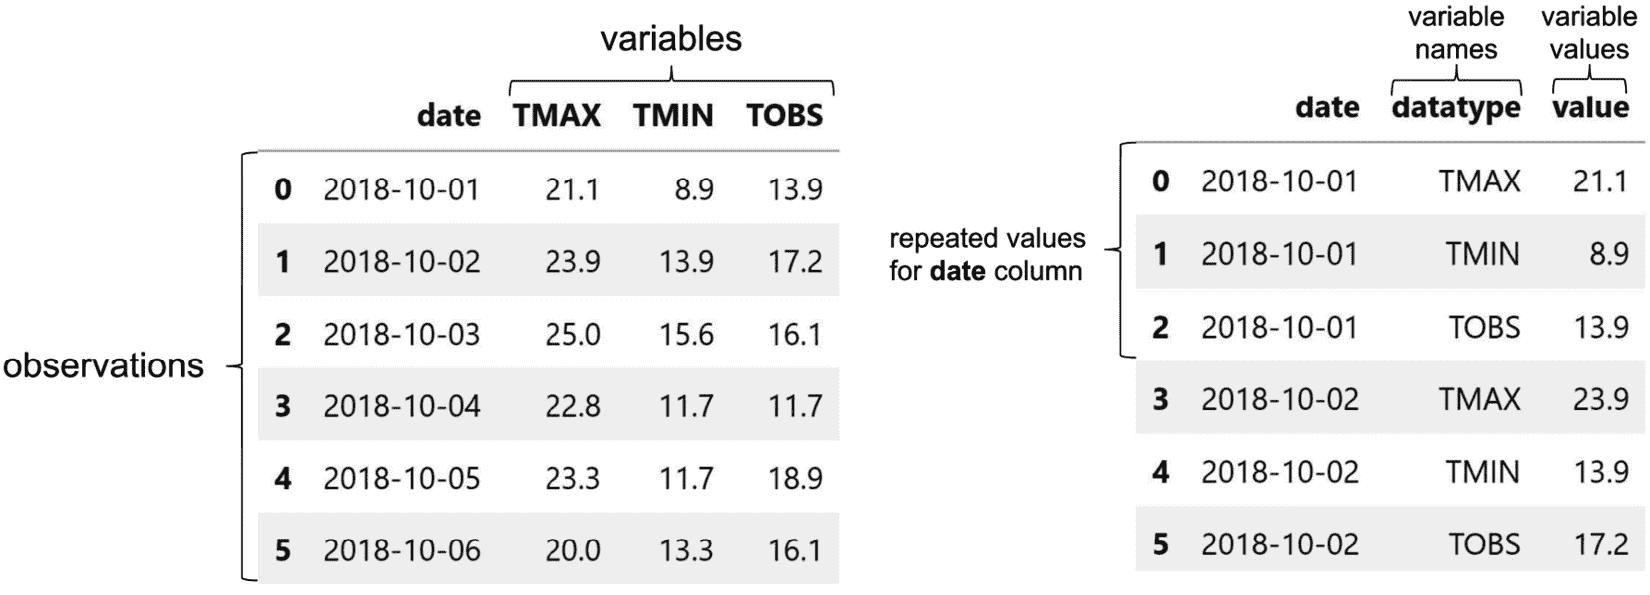 variables
date TMAX TMIN TOBS
observations
0 2018-10-01 21.1 8.9 13.9
1 2018-10-02 23.9 13.9 17.2
2 2018-10-03 25.0 15.6 16.1
3 2018-10-04 22.8 11.7 11.7
4 2018-10-05 23.3 11.7 18.9
5 2018-10-06 20.0 13.3 16.1
variable
names
variable
values
date datatype value
repeated values
for date column
0 2018-10-01 TMAX 21.1
1 2018-10-01 TMIN 8.9
2 2018-10-01 TOBS 13.9
3 2018-10-02 TMAX 23.9
4 2018-10-02 TMIN 13.9
5 2018-10-02 TOBS 17.2